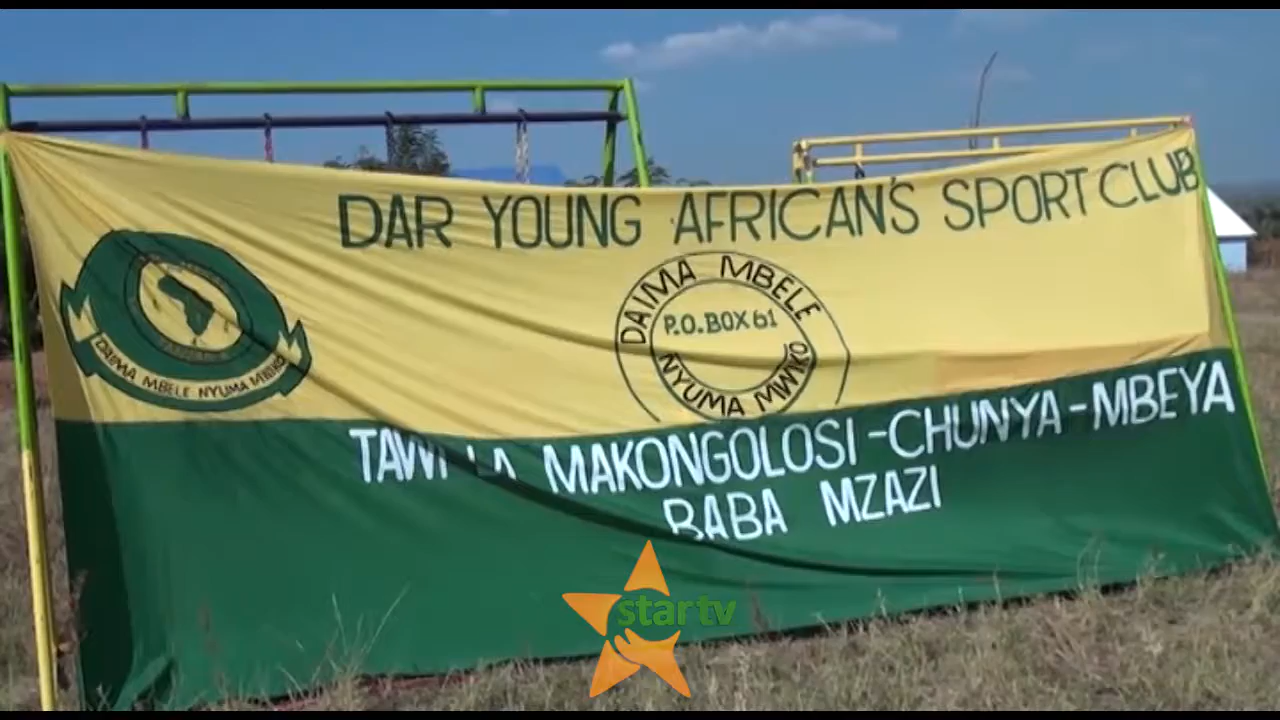 DAR YOUNG AFRICAN'S SPORT CLUB
DAIMA MBELE NYUMA MWIKO
DAIMA MBELE
P.O.BOX 61
NYUMA MWIKO
TAWI LA MAKONGOLOSI-CHUNYA-MBEYA
BABA MZAZI
startv